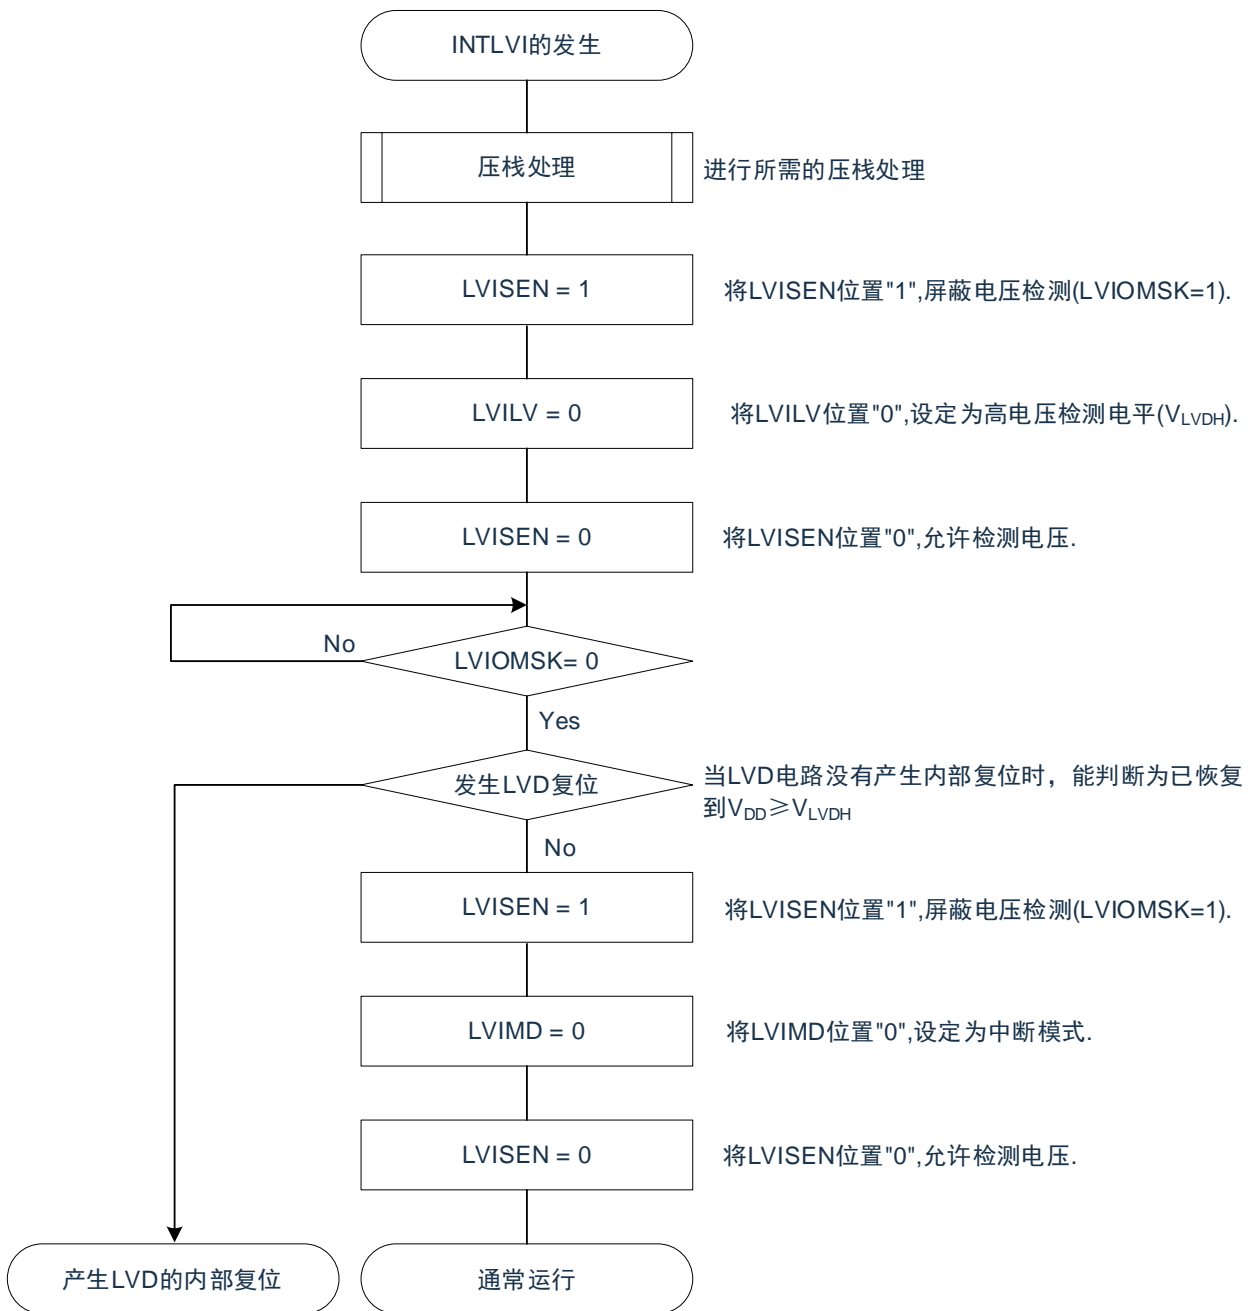 INTLVI的发生
压栈处理
进行所需的压栈处理
LVISEN = 1
将LVISEN位置"1",屏蔽电压检测(LVIOMSK=1).
LVILV = 0
将LVILV位置"0",设定为高电压检测电平(VLVDH).
LVISEN = 0
将LVISEN位置"0",允许检测电压.
No
LVIOMSK= 0
Yes
发生LVD复位
当LVD电路没有产生内部复位时，能判断为已恢复
到VDD≥VLVDH
No
LVISEN = 1
将LVISEN位置"1",屏蔽电压检测(LVIOMSK=1).
LVIMD = 0
将LVIMD位置"0",设定为中断模式.
LVISEN = 0
将LVISEN位置"0",允许检测电压.
产生LVD的内部复位
通常运行